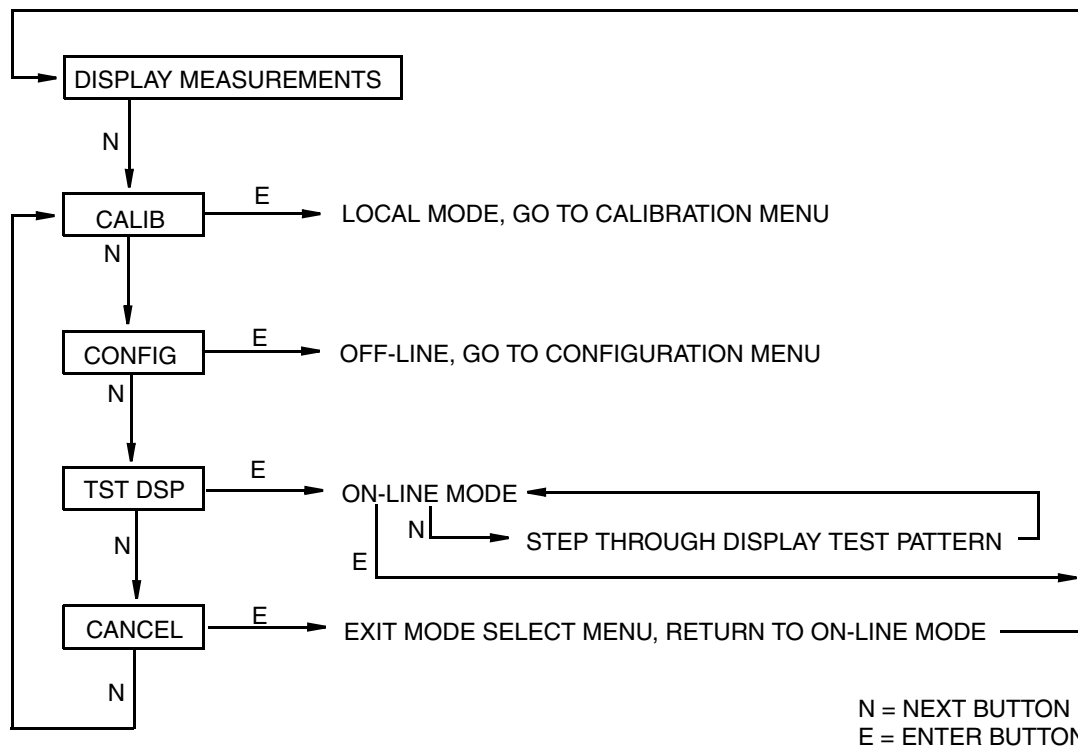 DISPLAY MEASUREMENTS
N
CALIB
E
LOCAL MODE, GO TO CALIBRATION MENU
N
CONFIG
E
OFF-LINE, GO TO CONFIGURATION MENU
N
TST DSP
E
ON-LINE MODE
N
STEP THROUGH DISPLAY TEST PATTERN
E
N
CANCEL
E
EXIT MODE SELECT MENU, RETURN TO ON-LINE MODE
N
N = NEXT BUTTON
E = ENTER BUTTON